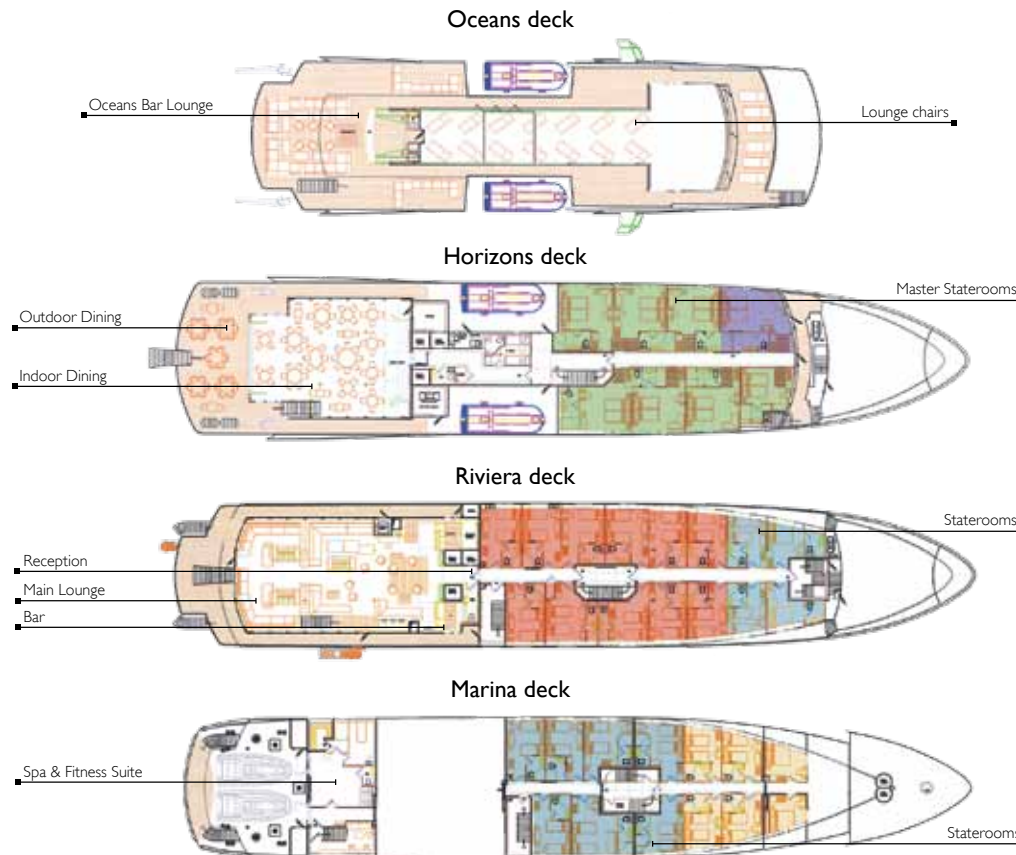 Oceans deck
Oceans Bar Lounge
Lounge chairs
Horizons deck
Master Staterooms
Outdoor Dining
Indoor Dining
Riviera deck
Staterooms
Reception
Main Lounge
Bar
Marina deck
Spa & Fitness Suite
Staterooms